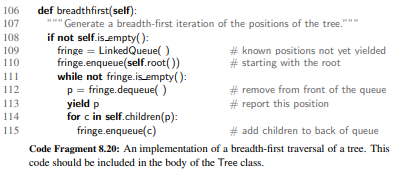 106 def breadthfirst(self):
107 """Generate a breadth-first iteration of the positions of the tree."""
108 if not self.is_empty():
109 fringe = LinkedQueue( ) # known positions not yet yielded
110 fringe.enqueue(self.root()) # starting with the root
111 while not fringe.is_empty():
112 p = fringe.dequeue( ) # remove from front of the queue
113 yield p # report this position
114 for c in self.children(p):
115 fringe.enqueue(c) # add children to back of queue
Code Fragment 8.20: An implementation of a breadth-first traversal of a tree. This
code should be included in the body of the Tree class.